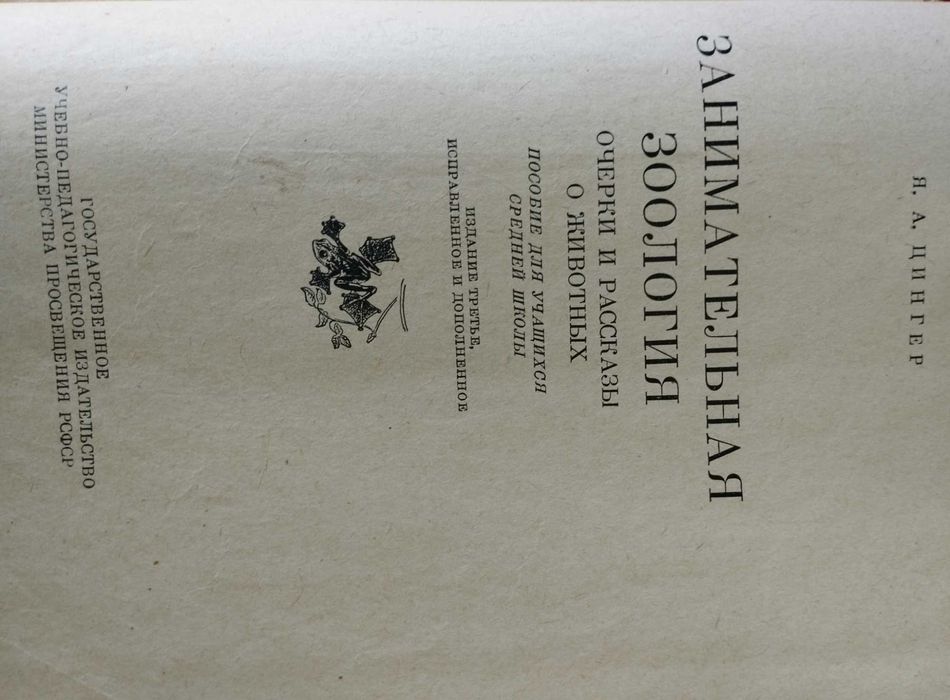 Я. А. ЦИНГЕР
ЗАНИМАТЕЛЬНАЯ
ЗООЛОГИЯ
ОЧЕРКИ И РАССКАЗЫ
О ЖИВОТНЫХ
ПОСОБИЕ ДЛЯ УЧАЩИХСЯ
СРЕДНЕЙ ШКОЛЫ
ИЗДАНИЕ ТРЕТЬЕ,
ИСПРАВЛЕННОЕ И ДОПОЛНЕННОЕ
ГОСУДАРСТВЕННОЕ
УЧЕБНО-ПЕДАГОГИЧЕСКОЕ ИЗДАТЕЛЬСТВО
МИНИСТЕРСТВА ПРОСВЕЩЕНИЯ РСФСР